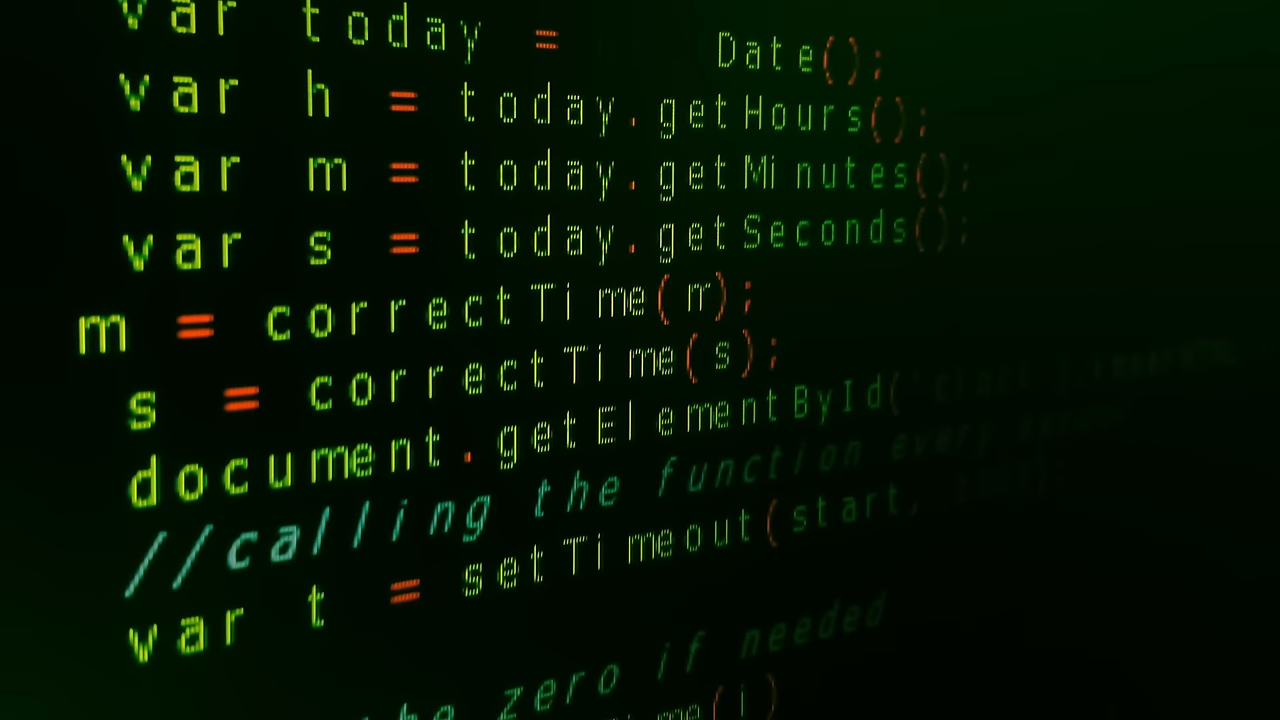 var today = Date();
var h = today.getHours();
var m = today.getMinutes();
var s = today.getSeconds();
m = correctTime(m);
s = correctTime(s);
document.getElementById(
//calling the function every
var t = setTimeout(start,
zero if needed